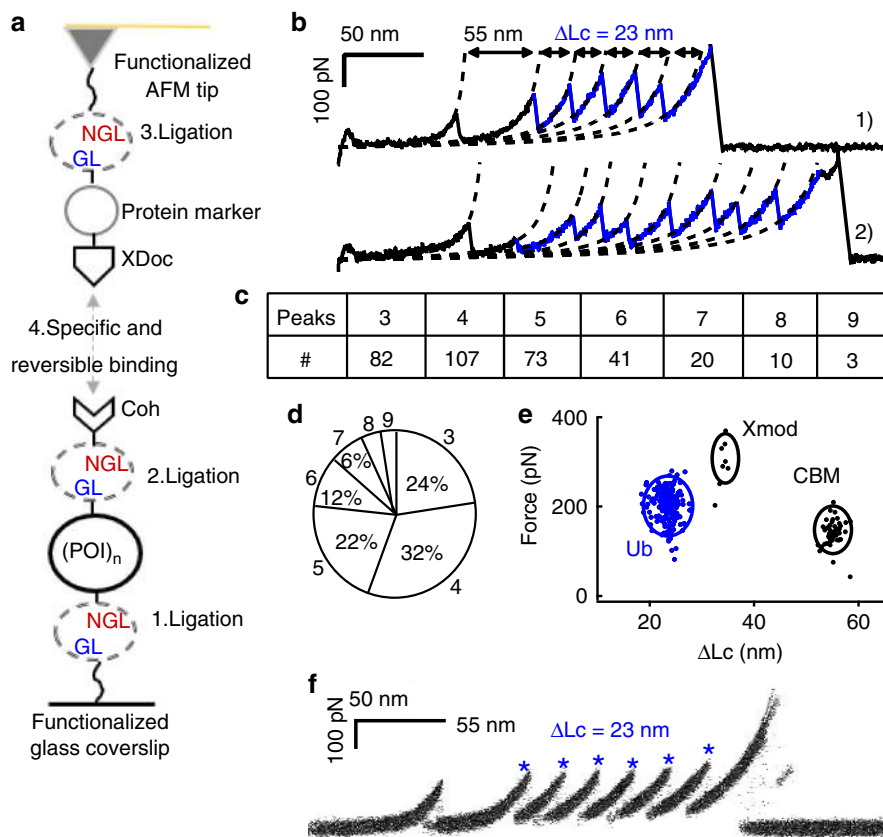 a
Functionalized
AFM tip
NGL
GL
3.Ligation
Protein marker
XDoc
4.Specific and
reversible binding
Coh
NGL
GL
2.Ligation
(POI)n
NGL
GL
1.Ligation
Functionalized
glass coverslip
b
50 nm
100 pN
55 nm
ΔLc = 23 nm
1)
2)
c
Peaks 3 4 5 6 7 8 9
# 82 107 73 41 20 10 3
d
3
24%
4
32%
5
22%
6
12%
7
6%
8
9
e
Force (pN)
400
200
0
Xmod
CBM
Ub
20 40 60
ΔLc (nm)
f
50 nm
100 pN
55 nm
ΔLc = 23 nm
* * * * * *